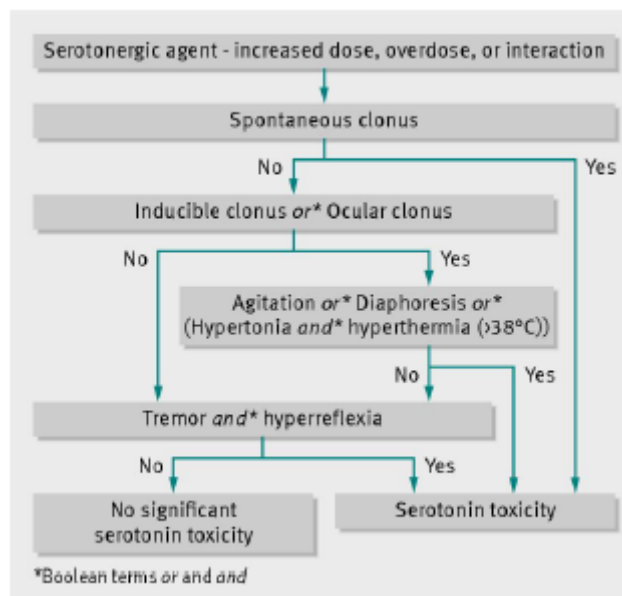 Serotonergic agent - increased dose, overdose, or interaction
Spontaneous clonus
No
Yes
Inducible clonus or* Ocular clonus
No
Yes
Agitation or* Diaphoresis or*
(Hypertonia and* hyperthermia (>38°C))
No
Yes
Tremor and* hyperreflexia
No
Yes
No significant
serotonin toxicity
Serotonin toxicity
*Boolean terms or and and